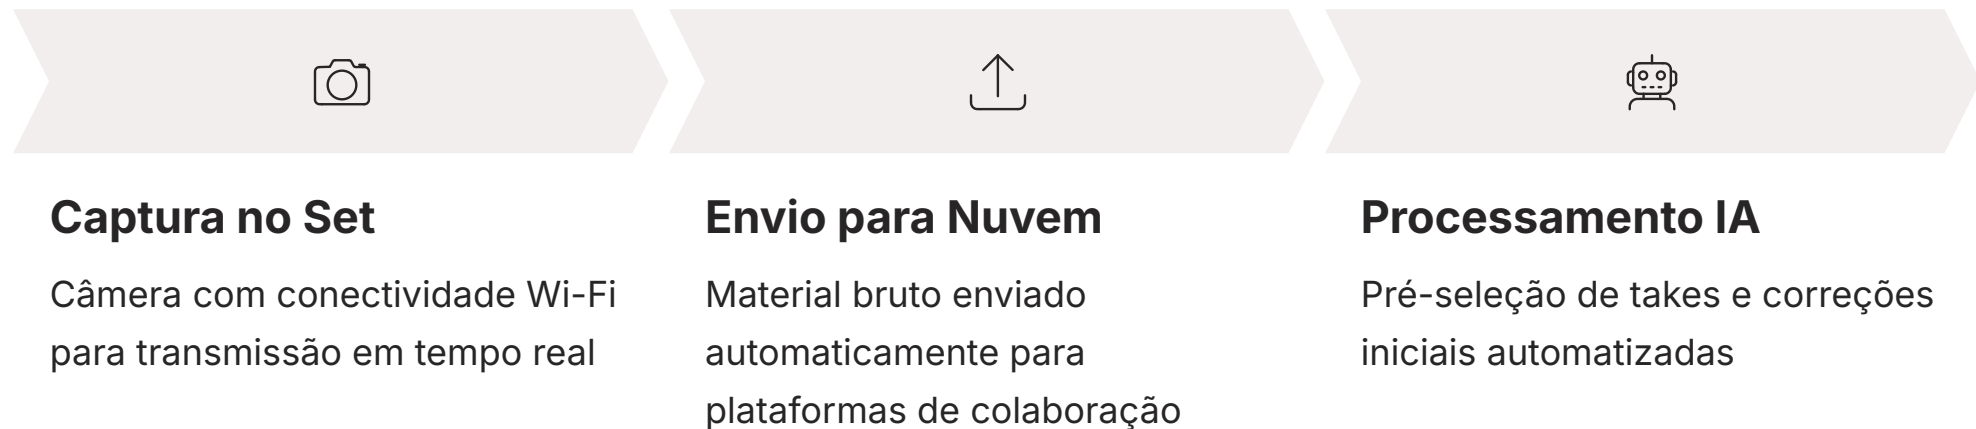 Captura no Set
Câmera com conectividade Wi-Fi
para transmissão em tempo real
Envio para Nuvem
Material bruto enviado
automaticamente para
plataformas de colaboração
Processamento IA
Pré-seleção de takes e correções
iniciais automatizadas